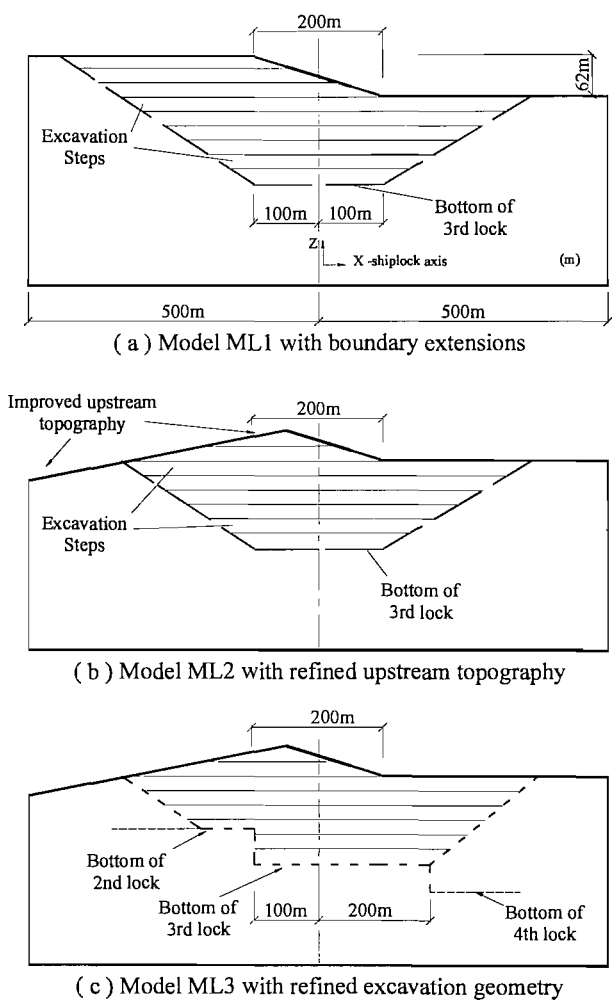 200m
62m
Excavation
Steps
100m
100m
Bottom of
3rd lock
Z
X -shiplock axis
(m)
500m
500m
( a ) Model ML1 with boundary extensions
Improved upstream
topography
200m
Excavation
Steps
Bottom of
3rd lock
( b ) Model ML2 with refined upstream topography
200m
Bottom of
2nd lock
Bottom of
3rd lock
100m
200m
Bottom of
4th lock
( c ) Model ML3 with refined excavation geometry